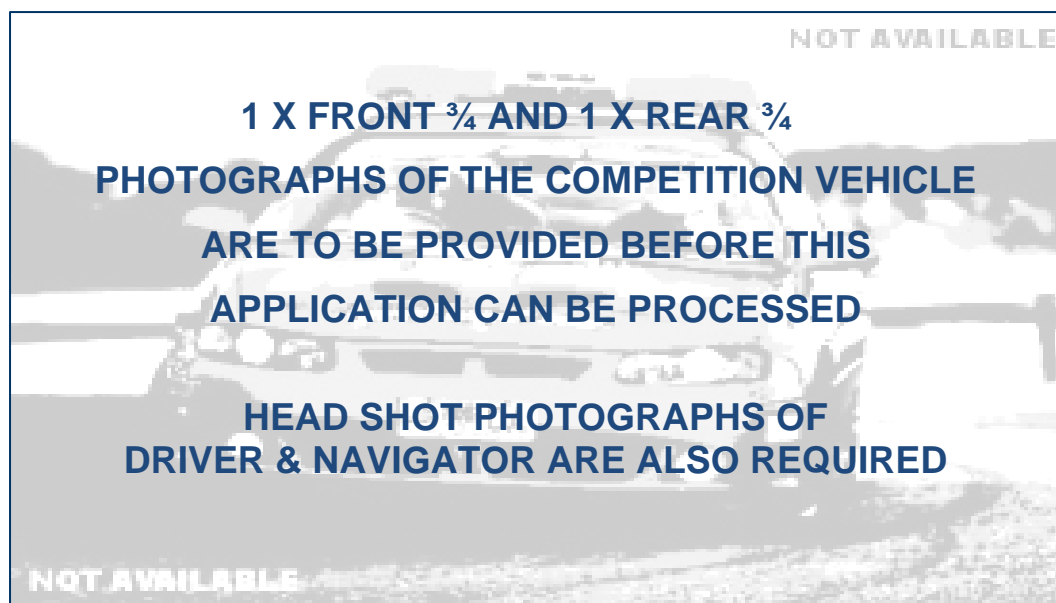 NOT AVAILABLE
1 X FRONT ¾ AND 1 X REAR ¾
PHOTOGRAPHS OF THE COMPETITION VEHICLE
ARE TO BE PROVIDED BEFORE THIS
APPLICATION CAN BE PROCESSED
HEAD SHOT PHOTOGRAPHS OF
DRIVER & NAVIGATOR ARE ALSO REQUIRED
NOT AVAILABLE